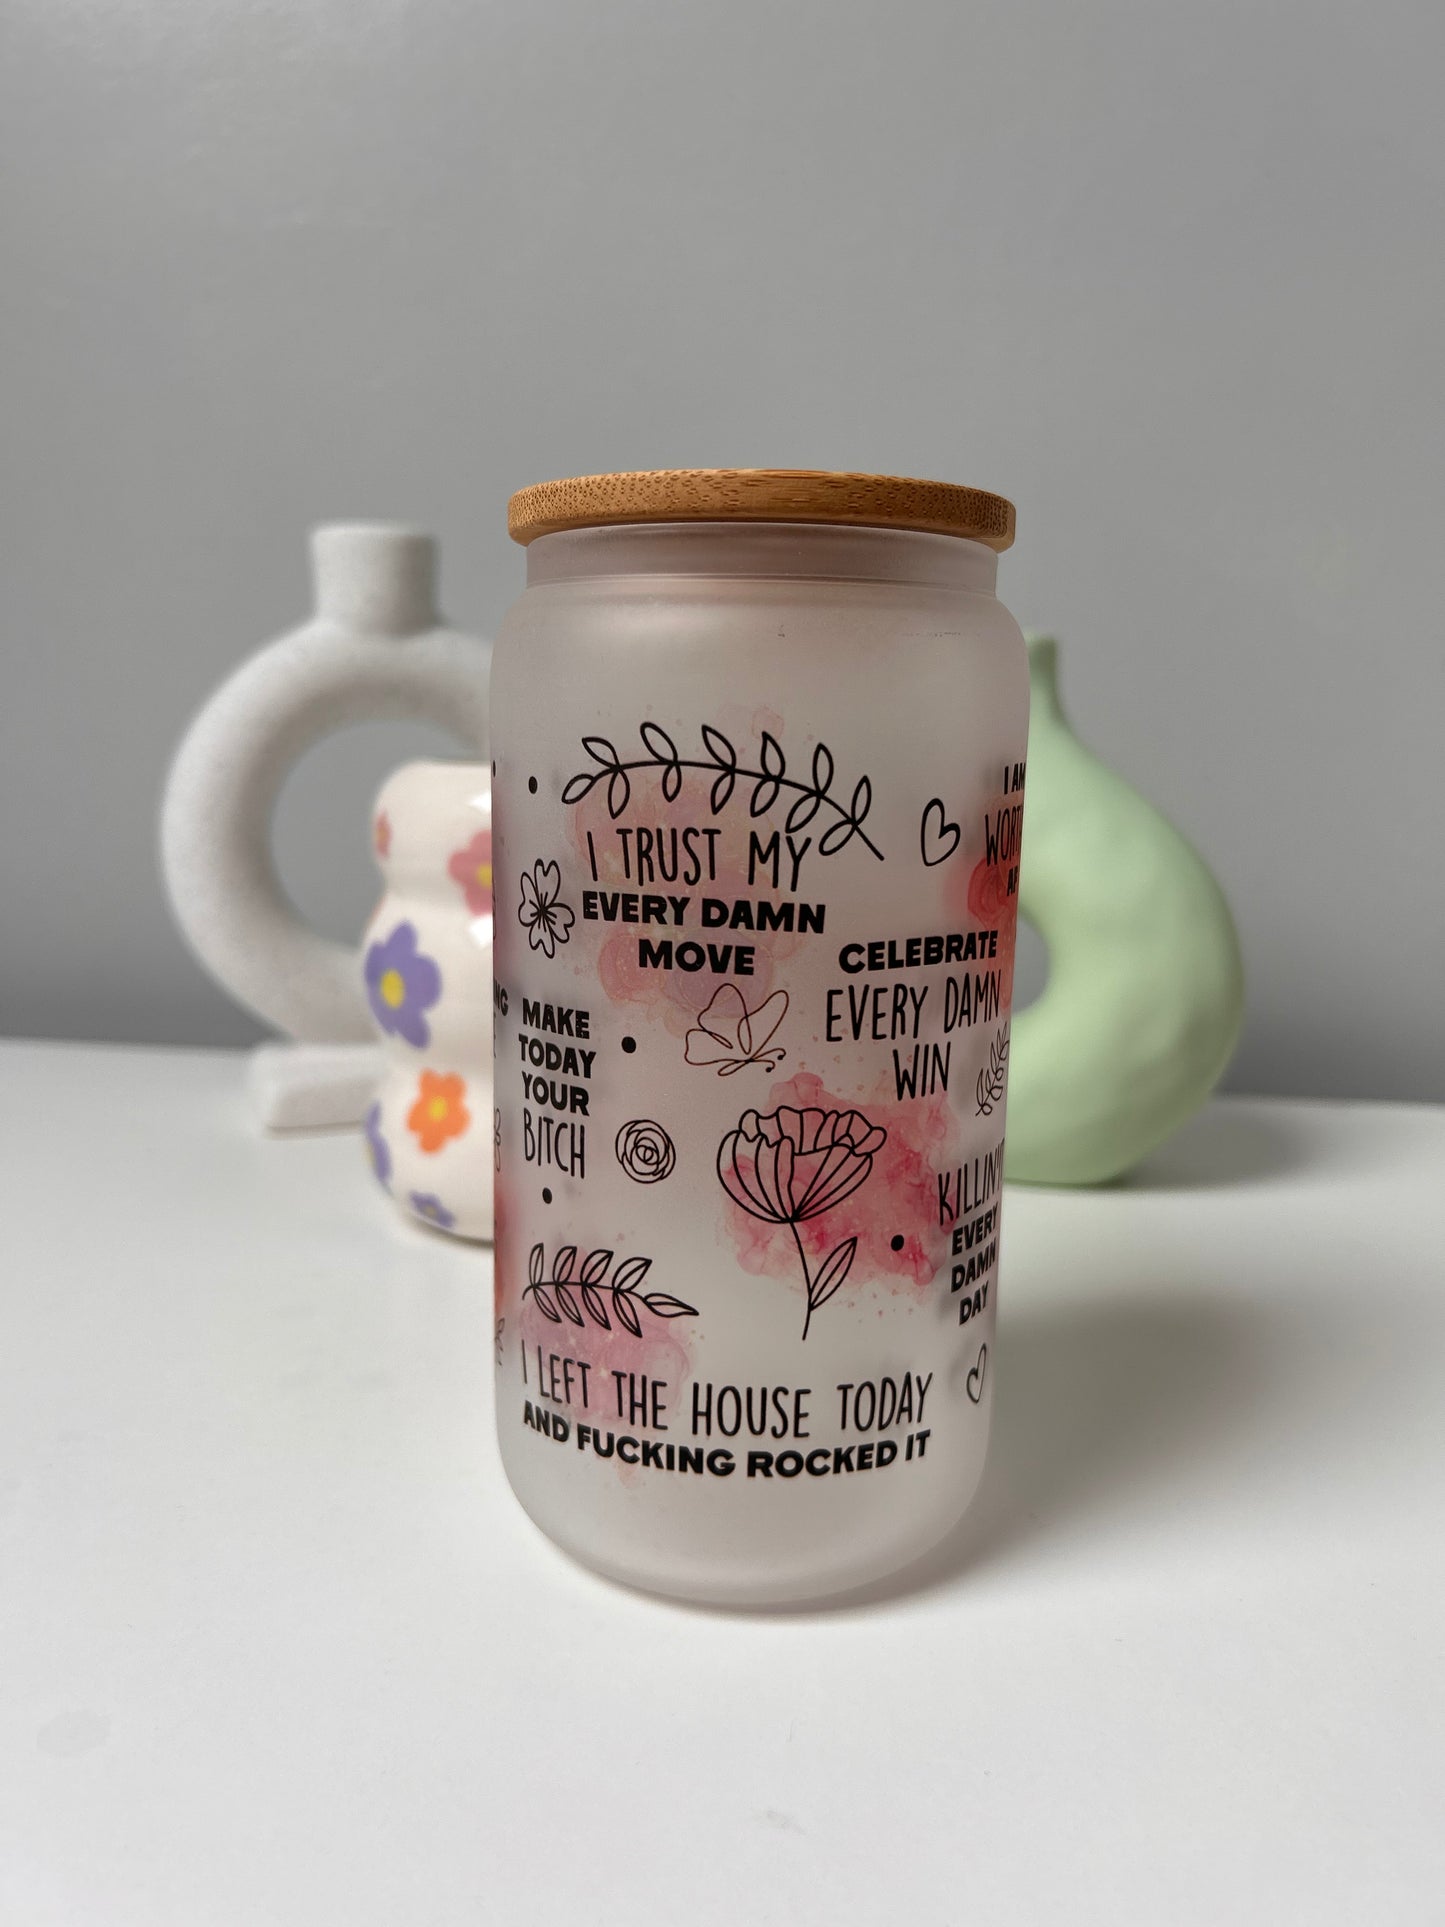 I TRUST MY
EVERY DAMN
MOVE
I AM
CELEBRATE
EVERY DAMN
WIN
MAKE
TODAY
YOUR
BITCH
EVERY
DAMN
DAY
I LEFT THE HOUSE TODAY
AND FUCKING ROCKED IT